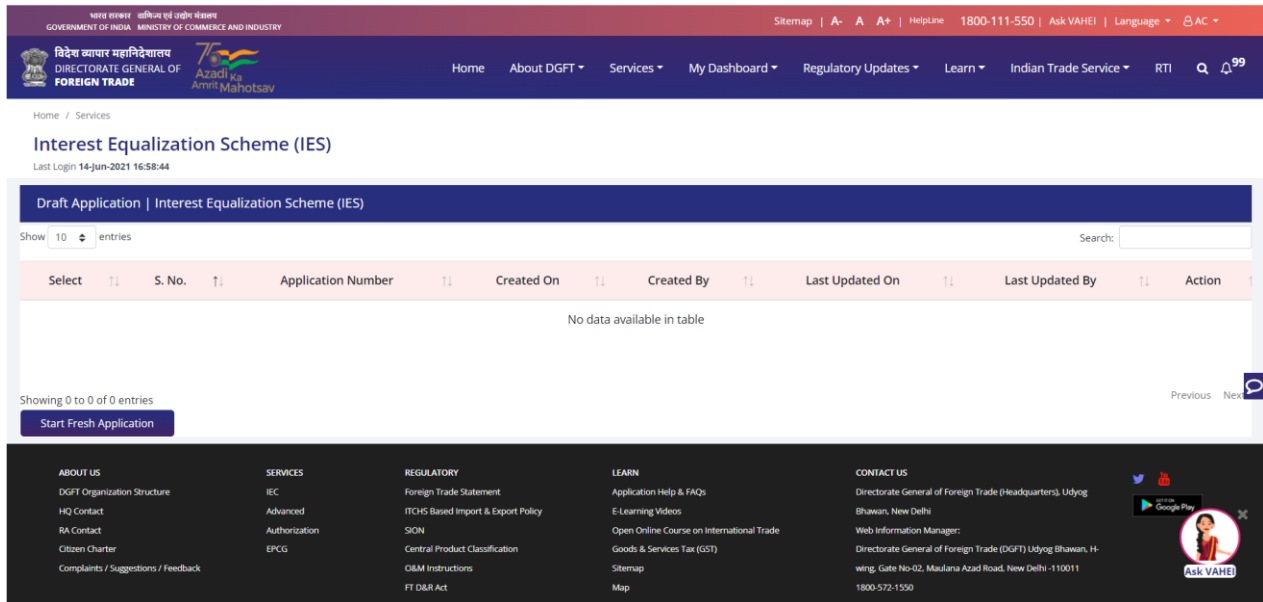 भारत सरकार वाणिज्य एवं उद्योग मंत्रालय
GOVERNMENT OF INDIA MINISTRY OF COMMERCE AND INDUSTRY
Sitemap | A- A A+ | HelpLine 1800-111-550 | Ask VAHEI | Language AC
विदेश व्यापार महानिदेशालय
DIRECTORATE GENERAL OF
FOREIGN TRADE
75
Azadi Ka
Amrit Mahotsav
Home About DGFT Services My Dashboard Regulatory Updates Learn Indian Trade Service RTI 99
Home / Services
Interest Equalization Scheme (IES)
Last Login 14-Jun-2021 16:58:44
Draft Application | Interest Equalization Scheme (IES)
Show 10 entries Search:
Select S. No. Application Number Created On Created By Last Updated On Last Updated By Action
No data available in table
Showing 0 to 0 of 0 entries
Previous Next
Start Fresh Application
ABOUT US
DGFT Organization Structure
HQ Contact
RA Contact
Citizen Charter
Complaints / Suggestions / Feedback
SERVICES
IEC
Advanced
Authorization
EPCG
REGULATORY
Foreign Trade Statement
ITCHS Based Import & Export Policy
SION
Central Product Classification
O&M Instructions
FT D&R Act
LEARN
Application Help & FAQs
E-Learning Videos
Open Online Course on International Trade
Goods & Services Tax (GST)
Sitemap
Map
CONTACT US
Directorate General of Foreign Trade (Headquarters), Udyog
Bhawan, New Delhi
Web Information Manager:
Directorate General of Foreign Trade (DGFT) Udyog Bhawan, H-
wing, Gate No-02, Maulana Azad Road, New Delhi -110011
1800-572-1550
GET IT ON
Google Play
Ask VAHEI